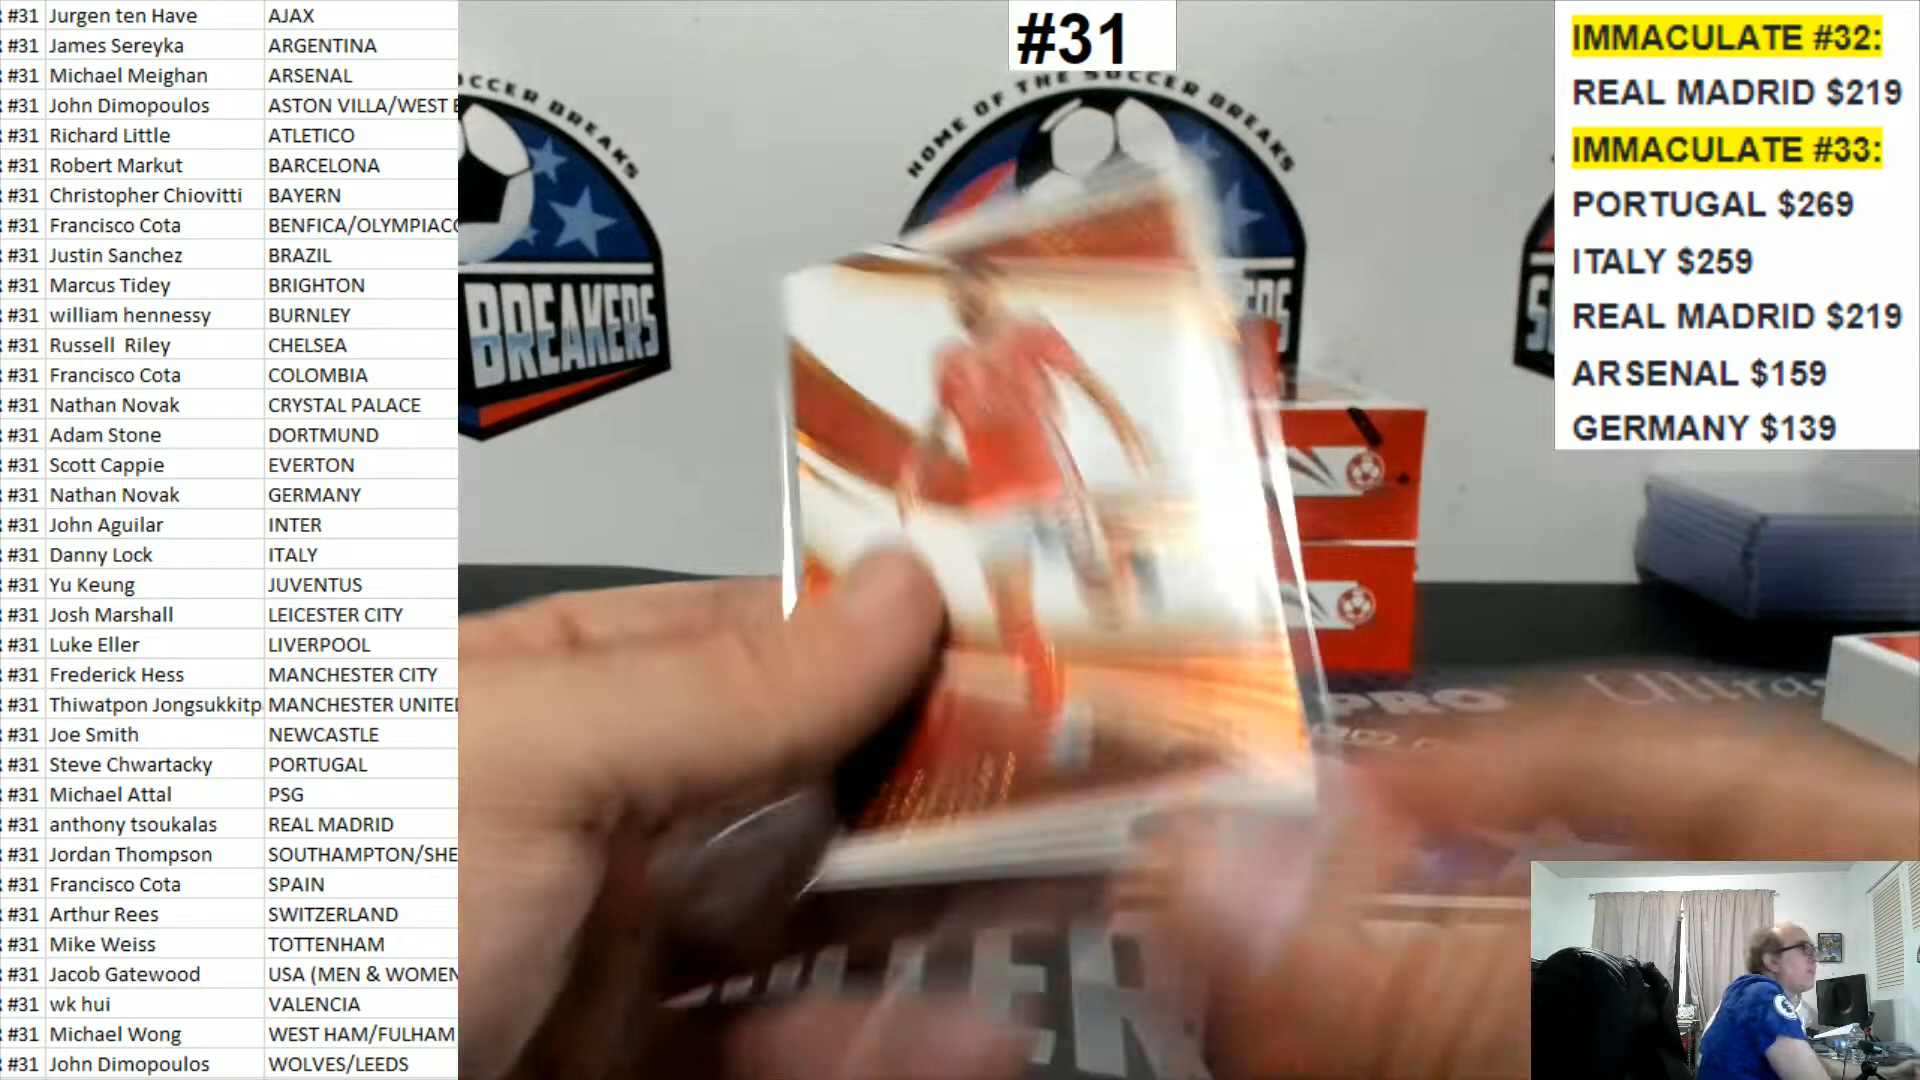 #31 Jurgen ten Have AJAX
#31 James Sereyka ARGENTINA
#31 Michael Meighan ARSENAL
#31 John Dimopoulos ASTON VILLA/WEST
#31 Richard Little ATLETICO
#31 Robert Markut BARCELONA
#31 Christopher Chiovitti BAYERN
#31 Francisco Cota BENFICA/OLYMPIAC
#31 Justin Sanchez BRAZIL
#31 Marcus Tidey BRIGHTON
#31 william hennessy BURNLEY
#31 Russell Riley CHELSEA
#31 Francisco Cota COLOMBIA
#31 Nathan Novak CRYSTAL PALACE
#31 Adam Stone DORTMUND
#31 Scott Cappie EVERTON
#31 Nathan Novak GERMANY
#31 John Aguilar INTER
#31 Danny Lock ITALY
#31 Yu Keung JUVENTUS
#31 Josh Marshall LEICESTER CITY
#31 Luke Eller LIVERPOOL
#31 Frederick Hess MANCHESTER CITY
#31 Thiwatpon Jongsukkitp MANCHESTER UNITE
#31 Joe Smith NEWCASTLE
#31 Steve Chwartacky PORTUGAL
#31 Michael Attal PSG
#31 anthony tsoukalas REAL MADRID
#31 Jordan Thompson SOUTHAMPTON/SHE
#31 Francisco Cota SPAIN
#31 Arthur Rees SWITZERLAND
#31 Mike Weiss TOTTENHAM
#31 Jacob Gatewood USA (MEN & WOMEN
#31 wk hui VALENCIA
#31 Michael Wong WEST HAM/FULHAM
#31 John Dimopoulos WOLVES/LEEDS
#31
OCCER BREAKS
BREAKERS
HOME OF THE SOCCER BREAKS
PRO
Ultra
IMMACULATE #32:
REAL MADRID $219
IMMACULATE #33:
PORTUGAL $269
ITALY $259
REAL MADRID $219
ARSENAL $159
GERMANY $139